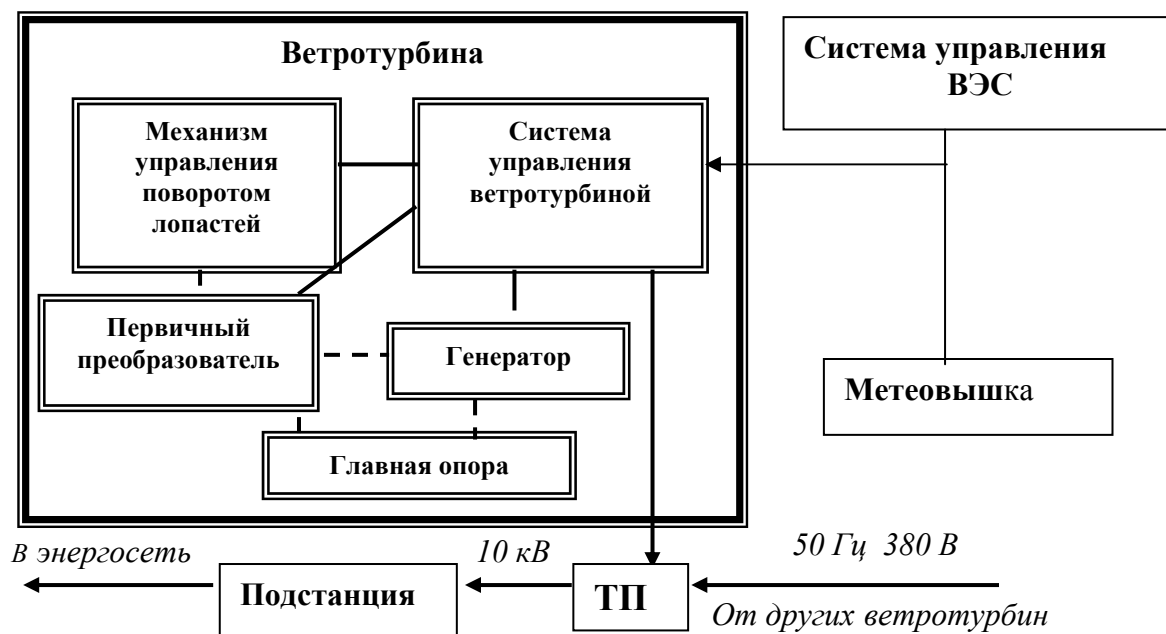 Ветротурбина
Система управления
ВЭС
Механизм
управления
поворотом
лопастей
Система
управления
ветротурбиной
Первичный
преобразователь
Генератор
Метеовышка
Главная опора
В энергосеть
10 кВ
50 Гц 380 В
Подстанция
ТП
От других ветротурбин